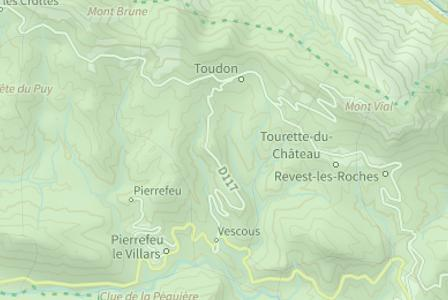 les Crottes
Mont Brune
Toudon
ête du Puy
Mont Vial
Tourette-du-
Château
Revest-les-Roches
D117
Pierrefeu
Vescous
Pierrefeu
le Villars
Clue de la Péguière